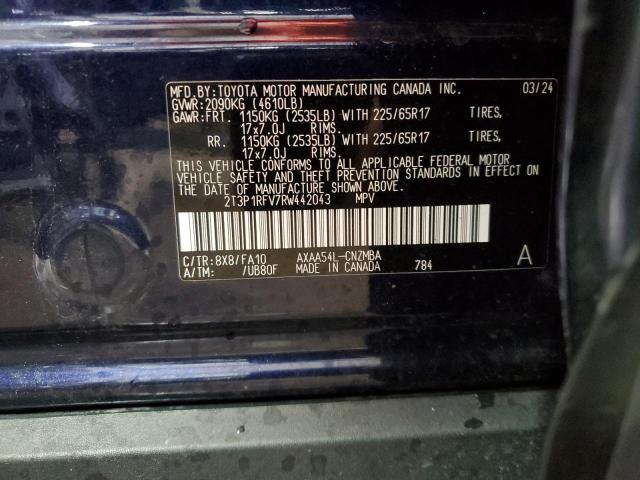 MFD.BY:TOYOTA MOTOR MANUFACTURING CANADA INC. 03/24
GVWR:2090KG (4610LB)
GAWR:FRT. 1150KG (2535LB) WITH 225/65R17 TIRES,
17x7.0J RIMS.
RR. 1150KG (2535LB) WITH 225/65R17 TIRES,
17x7.0J RIMS.
THIS VEHICLE CONFORMS TO ALL APPLICABLE FEDERAL MOTOR
VEHICLE SAFETY AND THEFT PREVENTION STANDARDS IN EFFECT ON
THE DATE OF MANUFACTURE SHOWN ABOVE.
2T3P1RFV7RW442043 MPV
C/TR:8X8/FA10 AXAA54L-CNZMBA
A/TM: /UB80F MADE IN CANADA 784 A